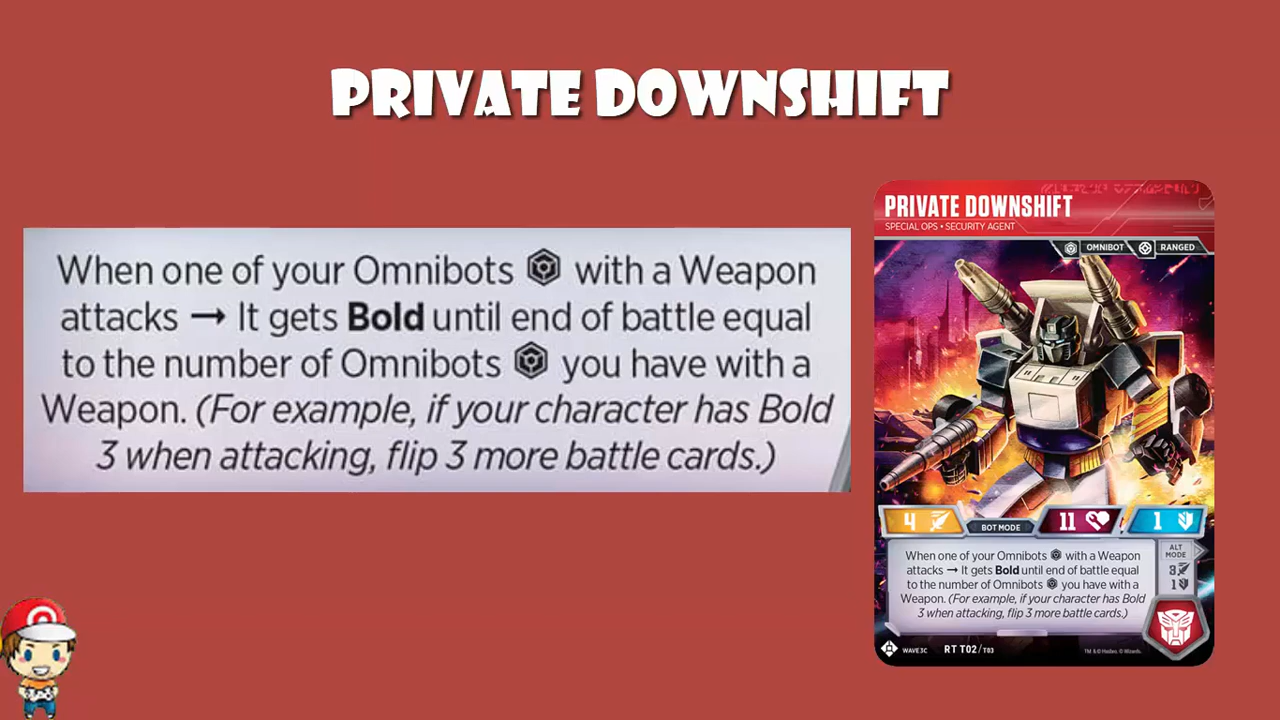 PRIVATE DOWNSHIFT
When one of your Omnibots with a Weapon
attacks → It gets Bold until end of battle equal
to the number of Omnibots you have with a
Weapon. (For example, if your character has Bold
3 when attacking, flip 3 more battle cards.)
PRIVATE DOWNSHIFT
SPECIAL OPS • SECURITY AGENT
OMNIBOT RANGED
4 BOT MODE 11 1
When one of your Omnibots with a Weapon
attacks → It gets Bold until end of battle equal
to the number of Omnibots you have with a
Weapon. (For example, if your character has Bold
3 when attacking, flip 3 more battle cards.)
ALT
MODE
3
1
WAVE 3C RT T02/T03 TM & © Hasbro. © Wizards.